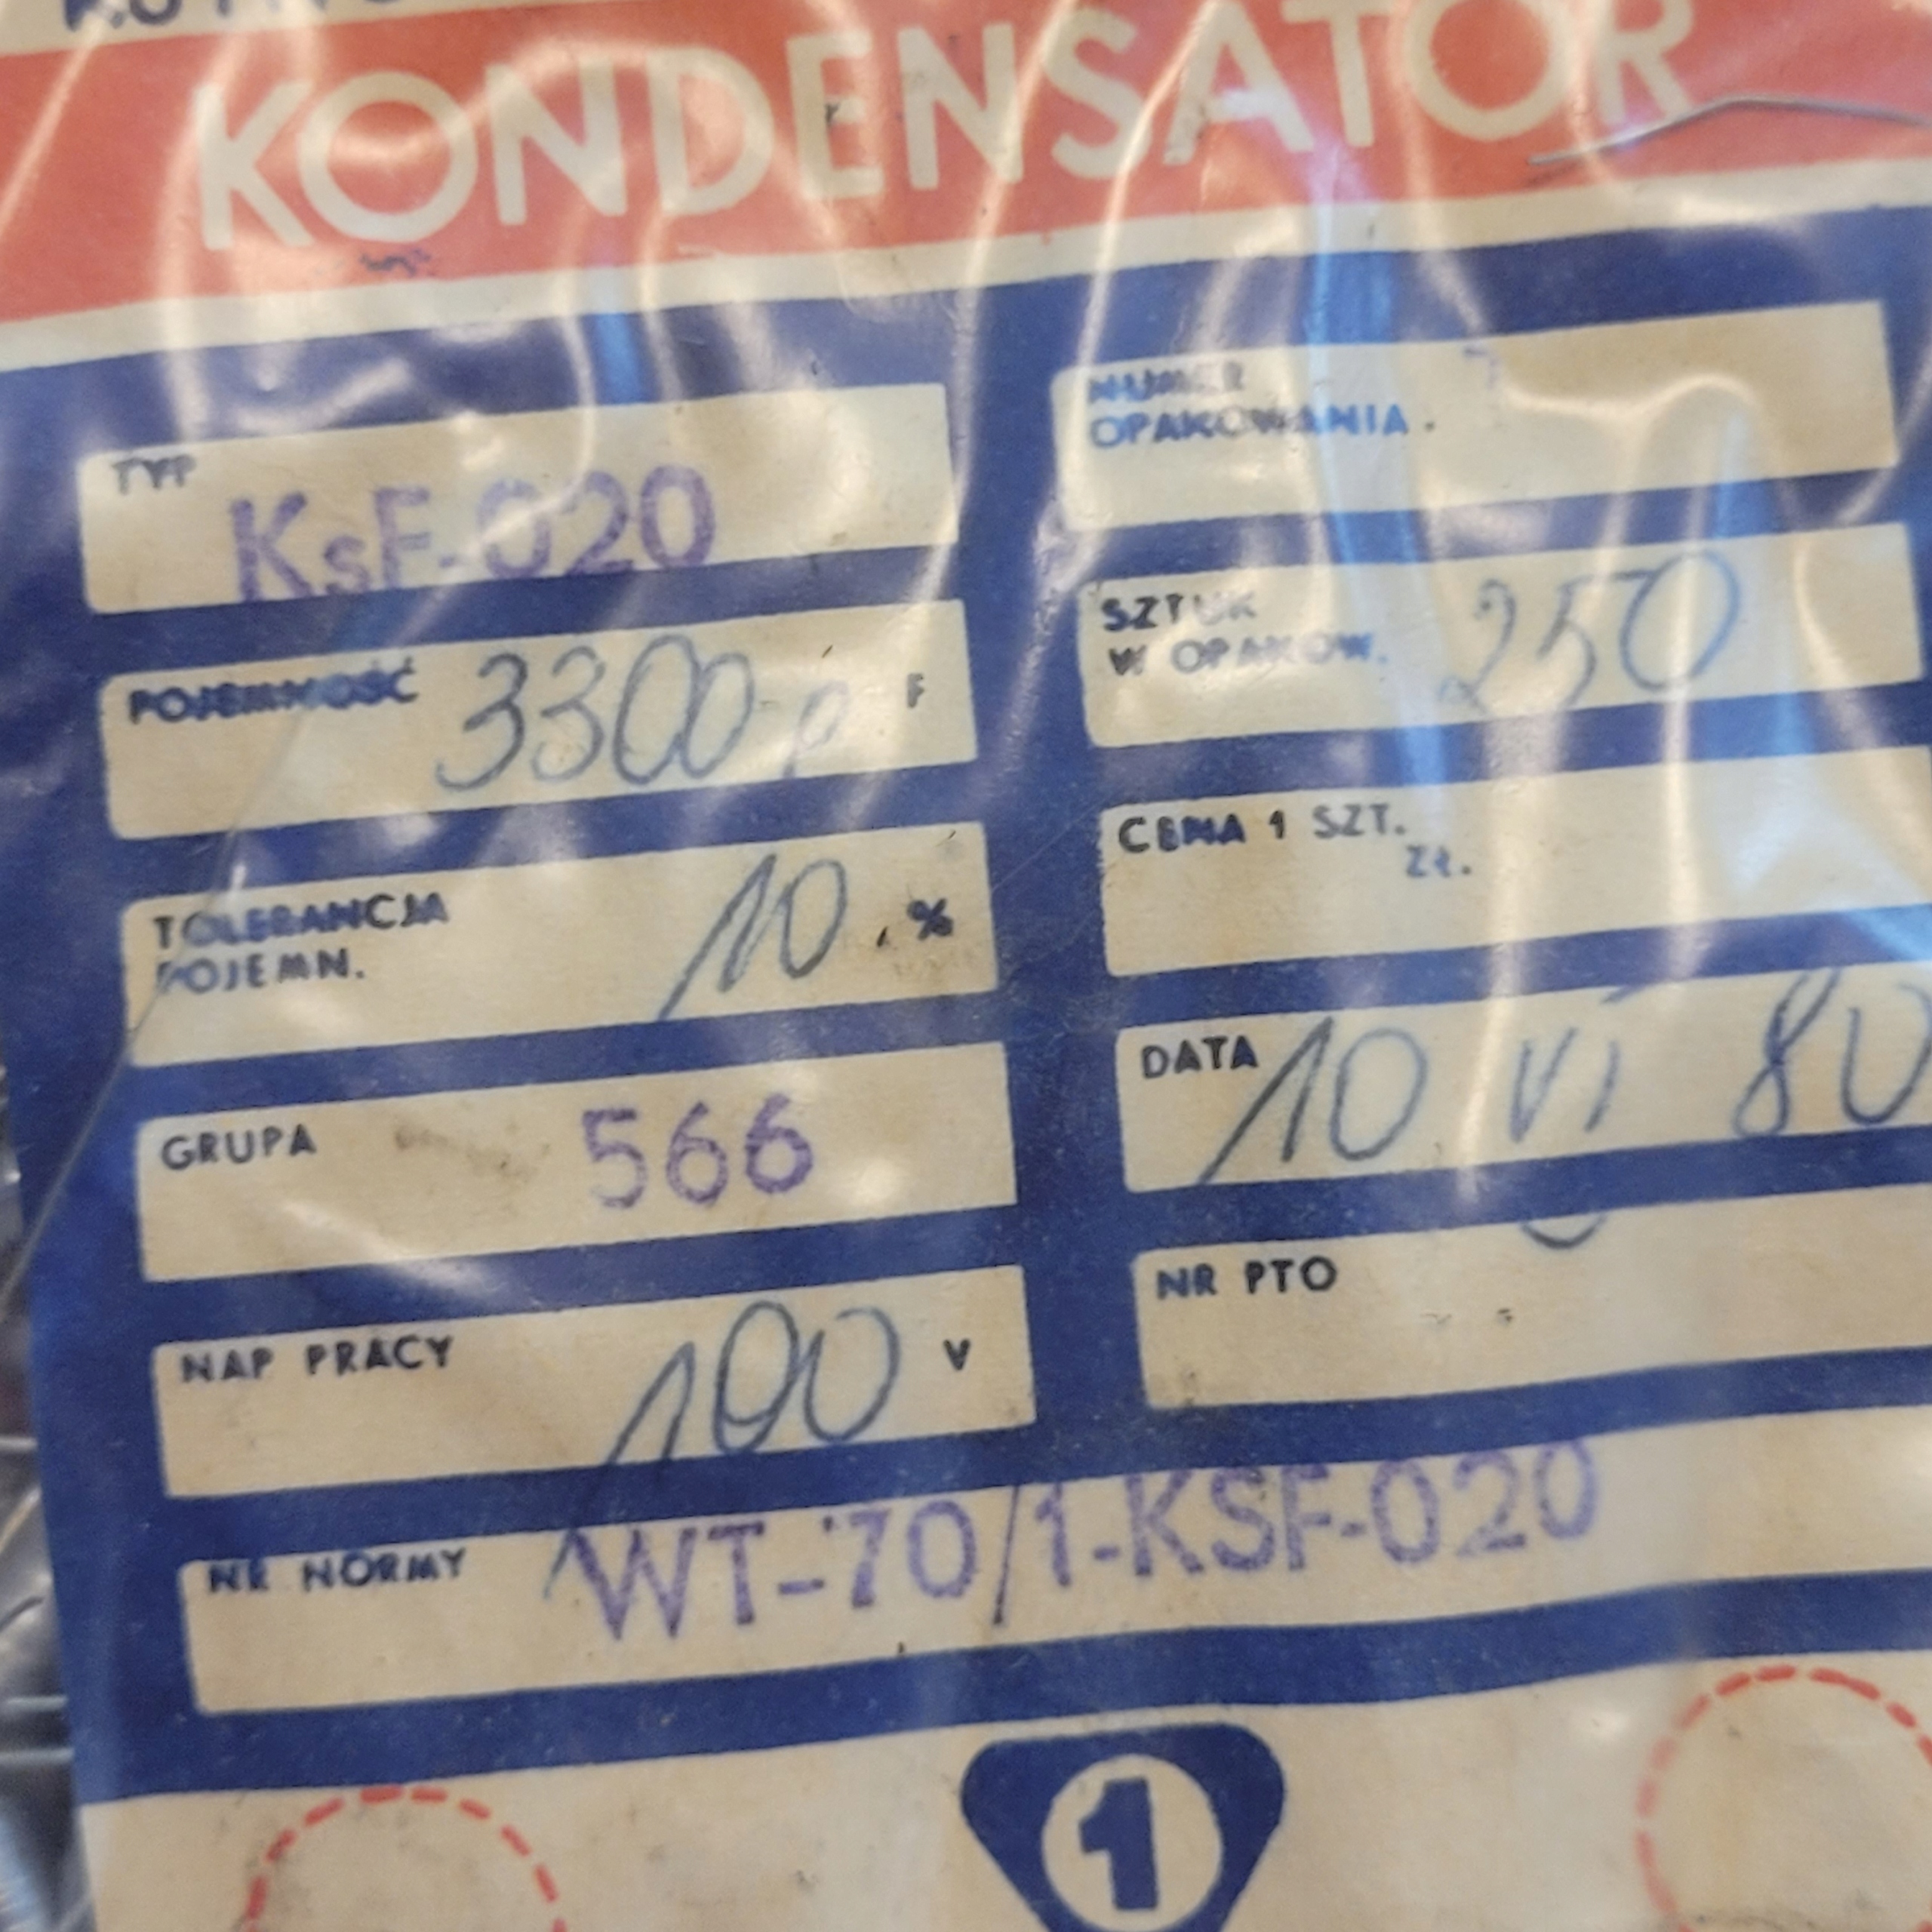 KONDENSATOR
TYP KsF-020
POJEMNOŚĆ 3300 p F
TOLERANCJA
POJEMN. 10 %
GRUPA 566
NAP PRACY 100 V
NUMER
OPAKOWANIA.
SZTUK
W OPAKOW. 250
CENA 1 SZT.
ZŁ.
DATA 10 VI 80
NR PTO
NR NORMY WT-70/1-KSF-020
1